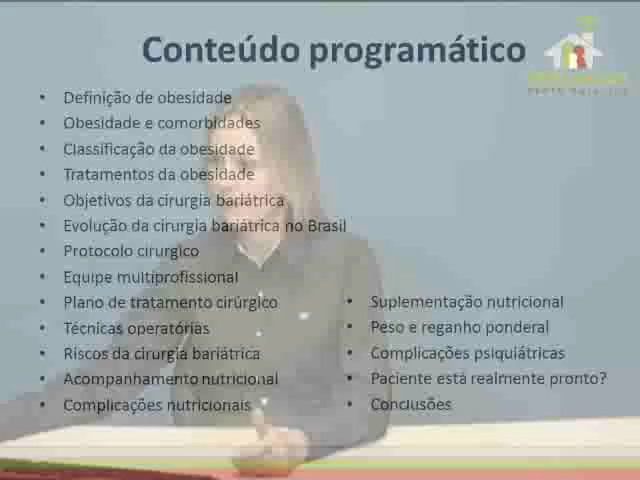 Conteúdo programático
• Definição de obesidade
• Obesidade e comorbidades
• Classificação da obesidade
• Tratamentos da obesidade
• Objetivos da cirurgia bariátrica
• Evolução da cirurgia bariátrica no Brasil
• Protocolo cirurgico
• Equipe multiprofissional
• Plano de tratamento cirúrgico
• Técnicas operatórias
• Riscos da cirurgia bariátrica
• Acompanhamento nutricional
• Complicações nutricionais
• Suplementação nutricional
• Peso e reganho ponderal
• Complicações psiquiátricas
• Paciente está realmente pronto?
• Conclusões